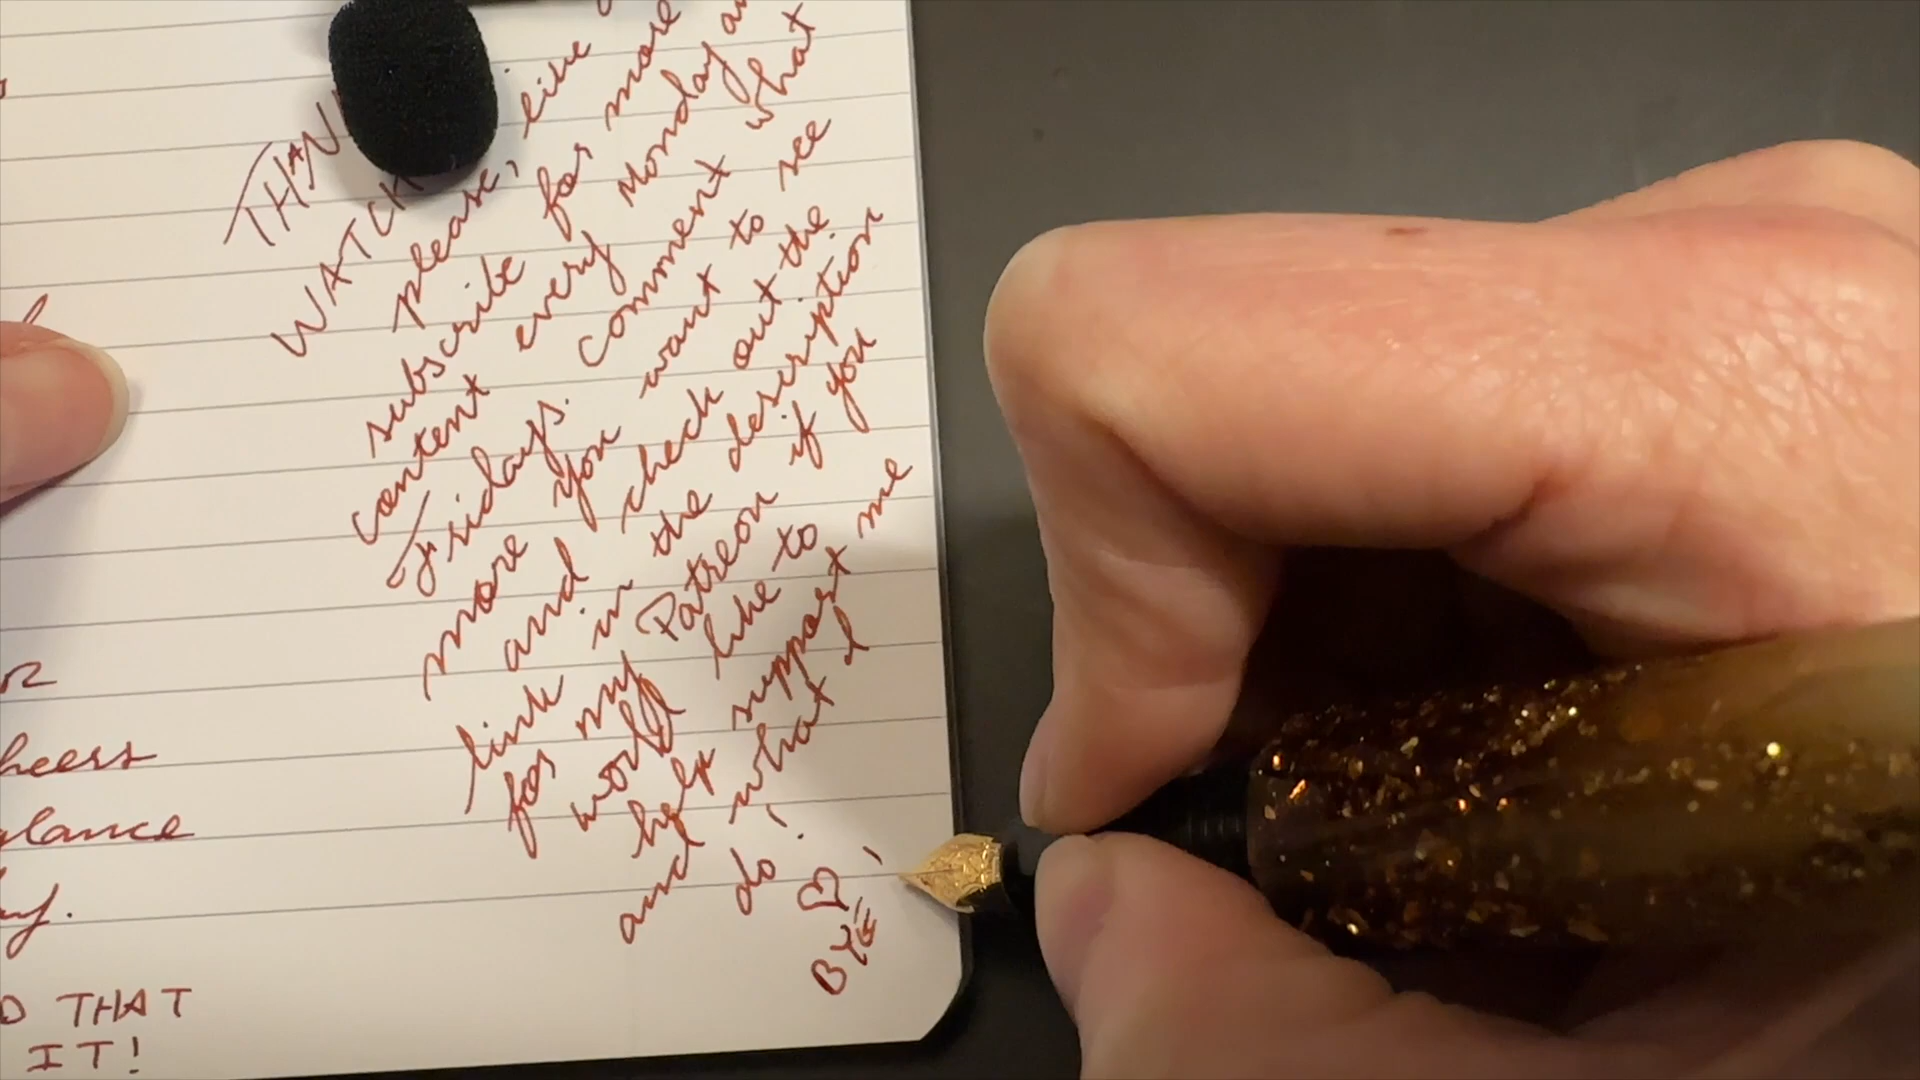 THAN
WATCH
please, like
subscribe for more
content every Monday an
Fridays. Comment what
more you want to see
and check out the
link in the description
for my Patreon if you
would like to
help support me
and what I
do! ♡
BYE
heers
alance
D THAT
IT!